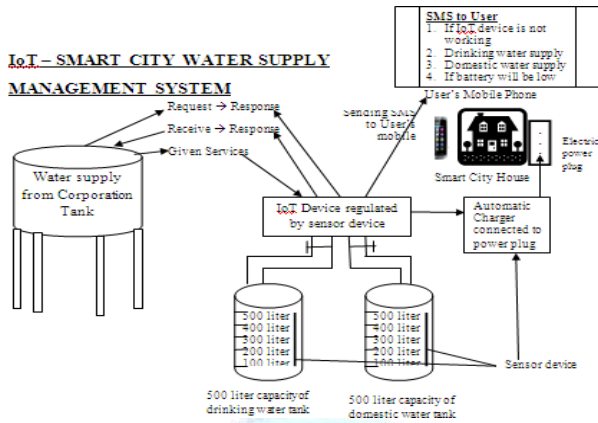 SMS to User
1. If IoT device is not
working
2. Drinking water supply
3. Domestic water supply
4. If battery will be low
IoT – SMART CITY WATER SUPPLY
MANAGEMENT SYSTEM
User's Mobile Phone
Request → Response
Receive → Response
Given Services
Sending SMS
to User's
mobile
Electric
power
plug
Smart City House
Water supply
from Corporation
Tank
IoT Device regulated
by sensor device
Automatic
Charger
connected to
power plug
500 liter
400 liter
300 liter
200 liter
100 liter
500 liter
400 liter
300 liter
200 liter
100 liter
Sensor device
500 liter capacity of
drinking water tank
500 liter capacity of
domestic water tank